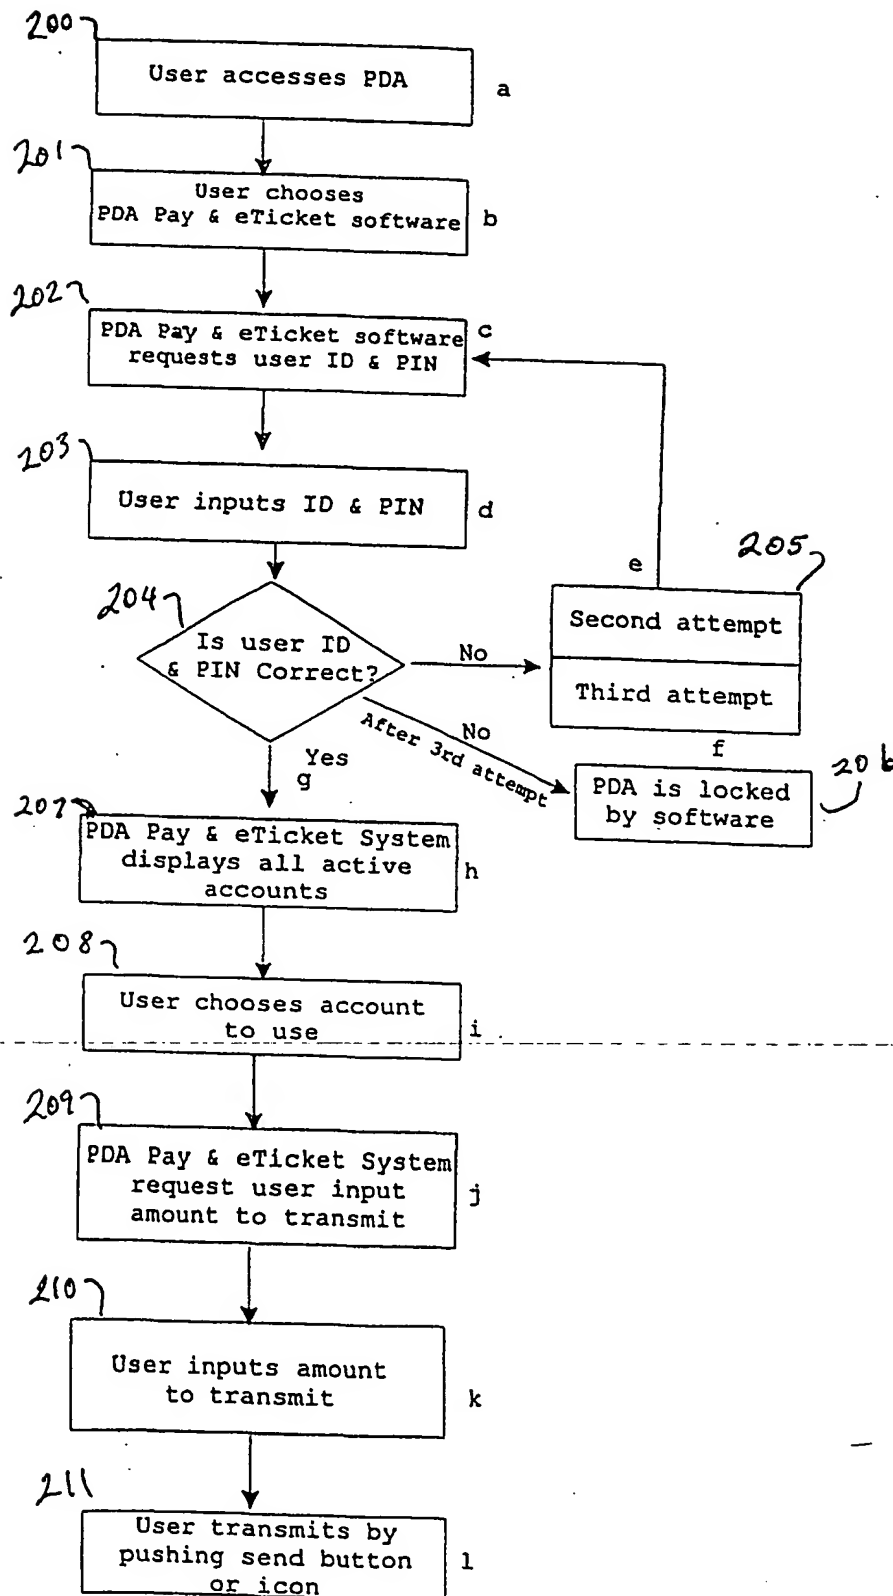 200
User accesses PDA
a
201
User chooses
PDA Pay & eTicket software
b
202
PDA Pay & eTicket software
requests user ID & PIN
c
203
User inputs ID & PIN
d
204
Is user ID
& PIN Correct?
No
e
205
Second attempt
Third attempt
No
After 3rd attempt
f
PDA is locked
by software
206
Yes
g
207
PDA Pay & eTicket System
displays all active
accounts
h
208
User chooses account
to use
i
209
PDA Pay & eTicket System
request user input
amount to transmit
j
210
User inputs amount
to transmit
k
211
User transmits by
pushing send button
or icon
l